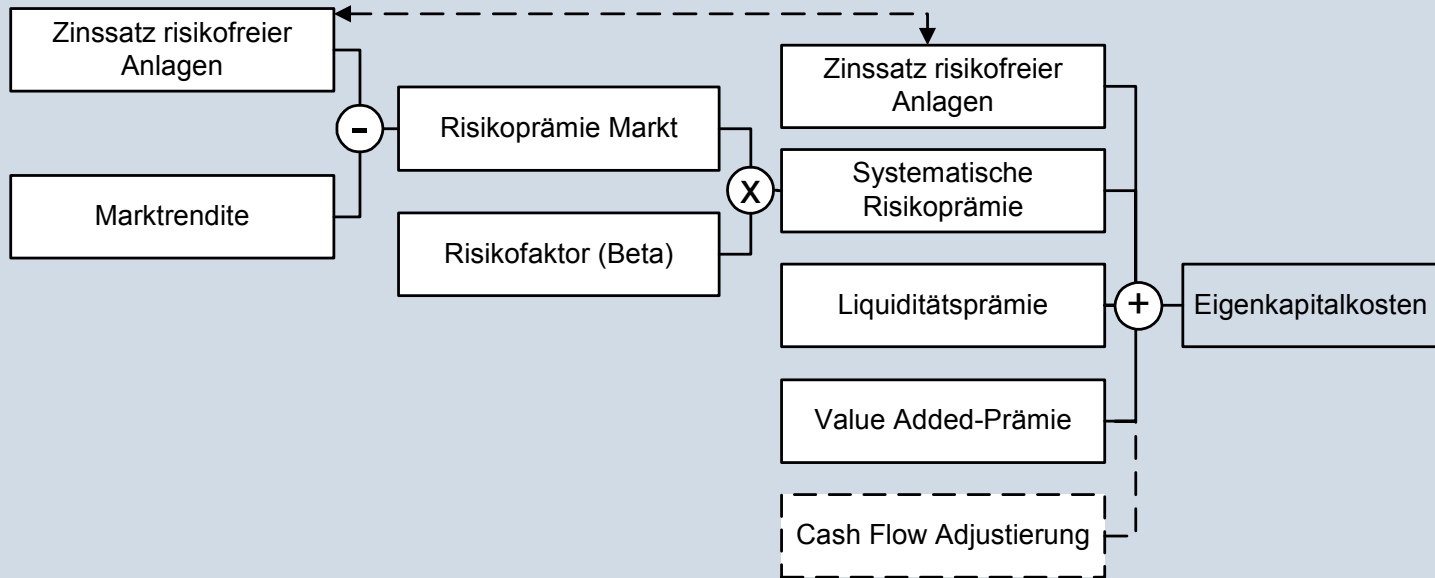 Zinssatz risikofreier
Anlagen
-
Marktrendite
Risikoprämie Markt
Risikofaktor (Beta)
X
Zinssatz risikofreier
Anlagen
Systematische
Risikoprämie
Liquiditätsprämie
Value Added-Prämie
Cash Flow Adjustierung
+
Eigenkapitalkosten